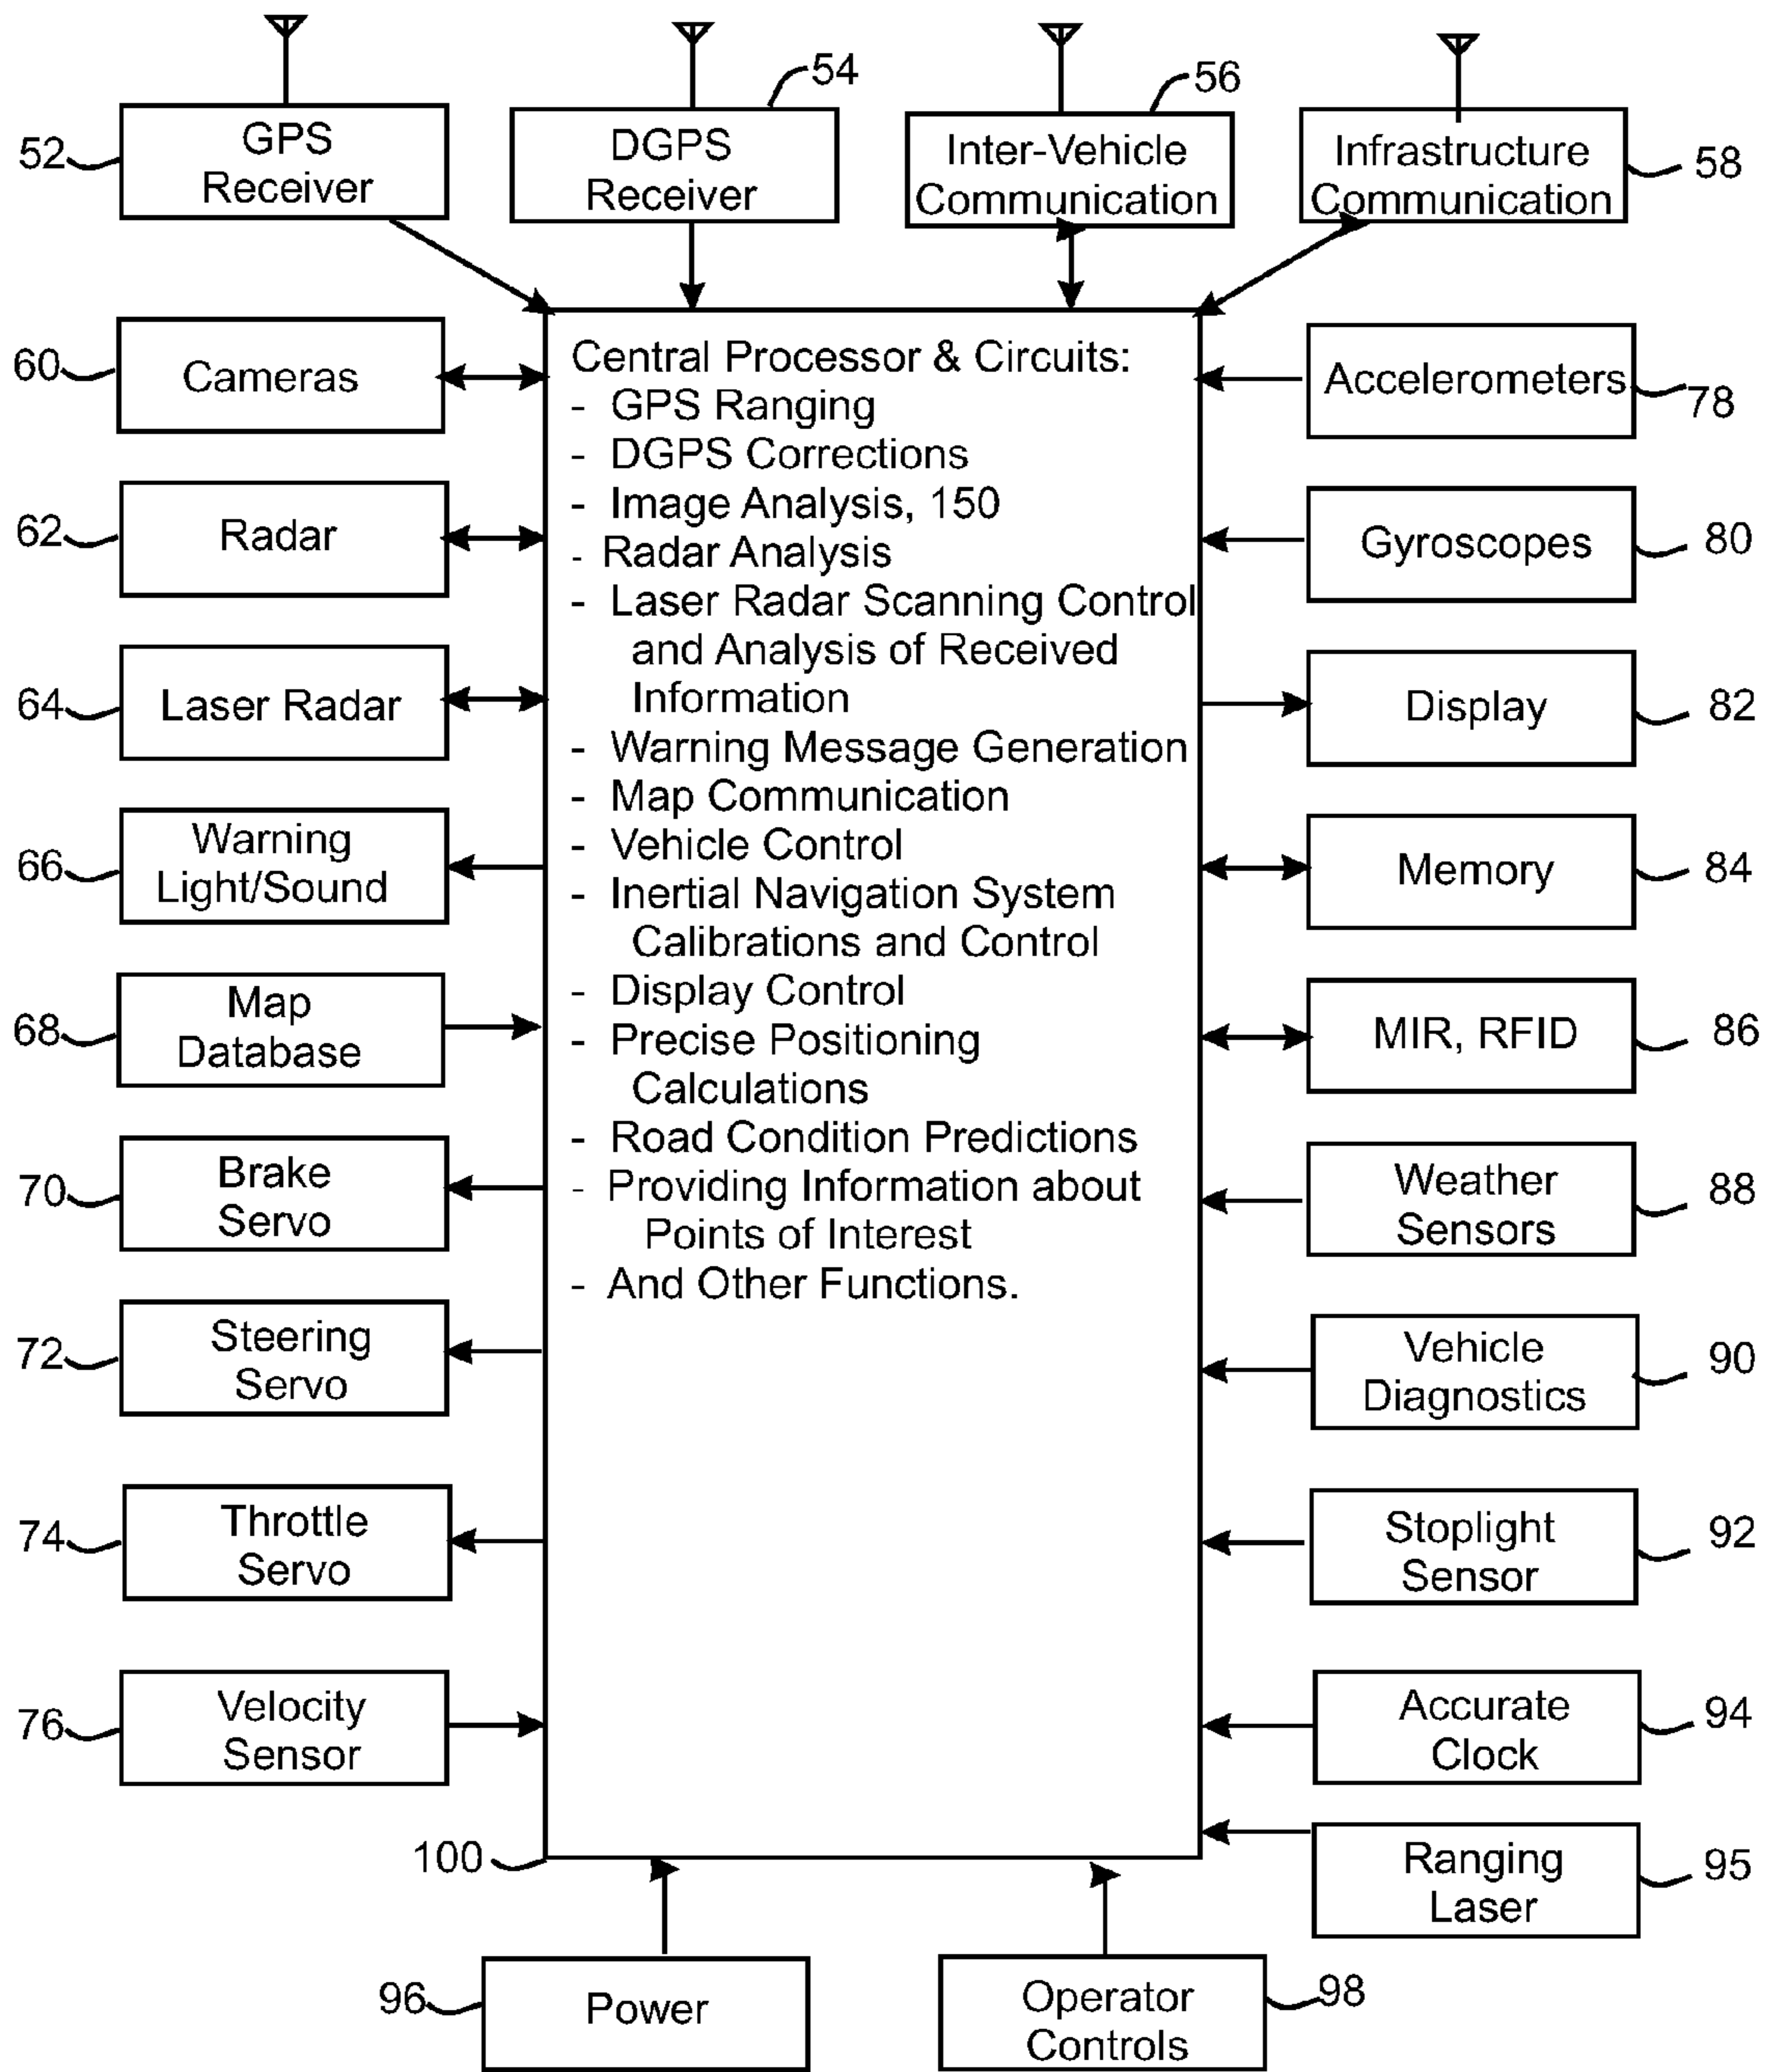 54
56
52
GPS
Receiver
DGPS
Receiver
Inter-Vehicle
Communication
Infrastructure
Communication
58
60
Cameras
62
Radar
64
Laser Radar
66
Warning
Light/Sound
68
Map
Database
70
Brake
Servo
72
Steering
Servo
74
Throttle
Servo
76
Velocity
Sensor
Central Processor & Circuits:
- GPS Ranging
- DGPS Corrections
- Image Analysis, 150
- Radar Analysis
- Laser Radar Scanning Control
and Analysis of Received
Information
- Warning Message Generation
- Map Communication
- Vehicle Control
- Inertial Navigation System
Calibrations and Control
- Display Control
- Precise Positioning
Calculations
- Road Condition Predictions
- Providing Information about
Points of Interest
- And Other Functions.
100
Accelerometers
78
Gyroscopes
80
Display
82
Memory
84
MIR, RFID
86
Weather
Sensors
88
Vehicle
Diagnostics
90
Stoplight
Sensor
92
Accurate
Clock
94
Ranging
Laser
95
96
Power
Operator
Controls
98